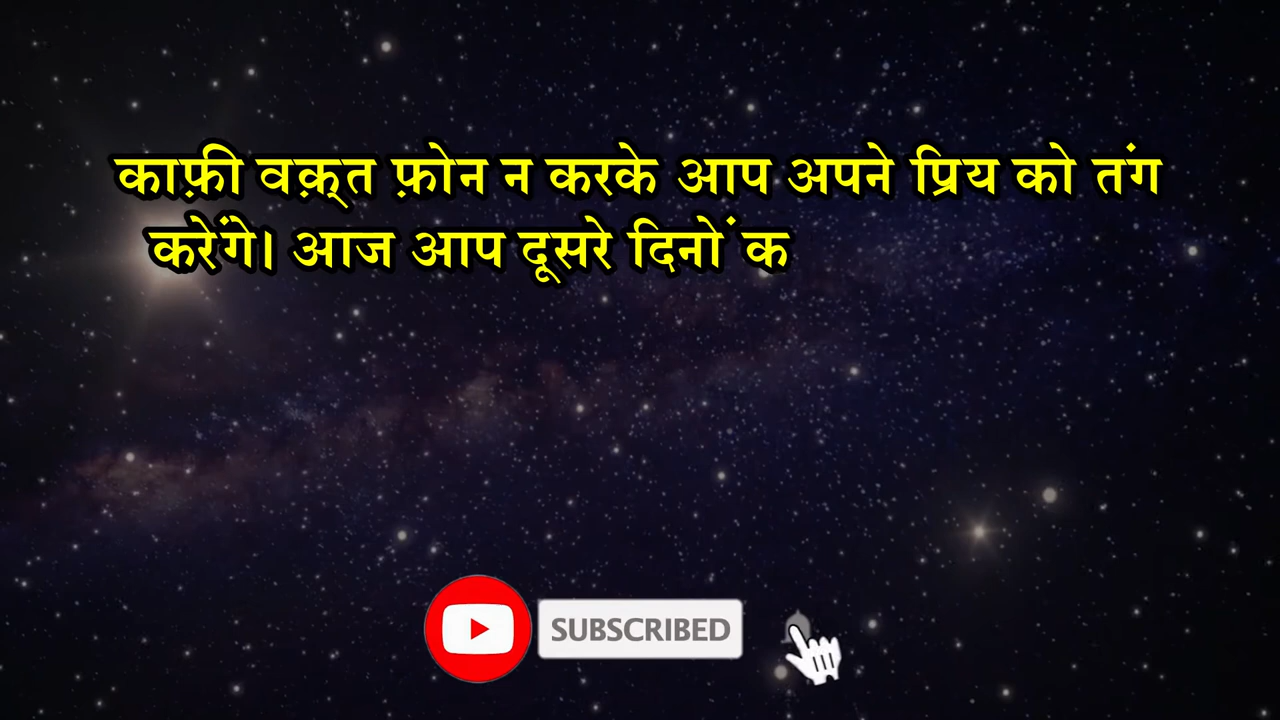 काफ़ी वक़्त फ़ोन न करके आप अपने प्रिय को तंग
करेंगे। आज आप दूसरे दिनों क
SUBSCRIBED